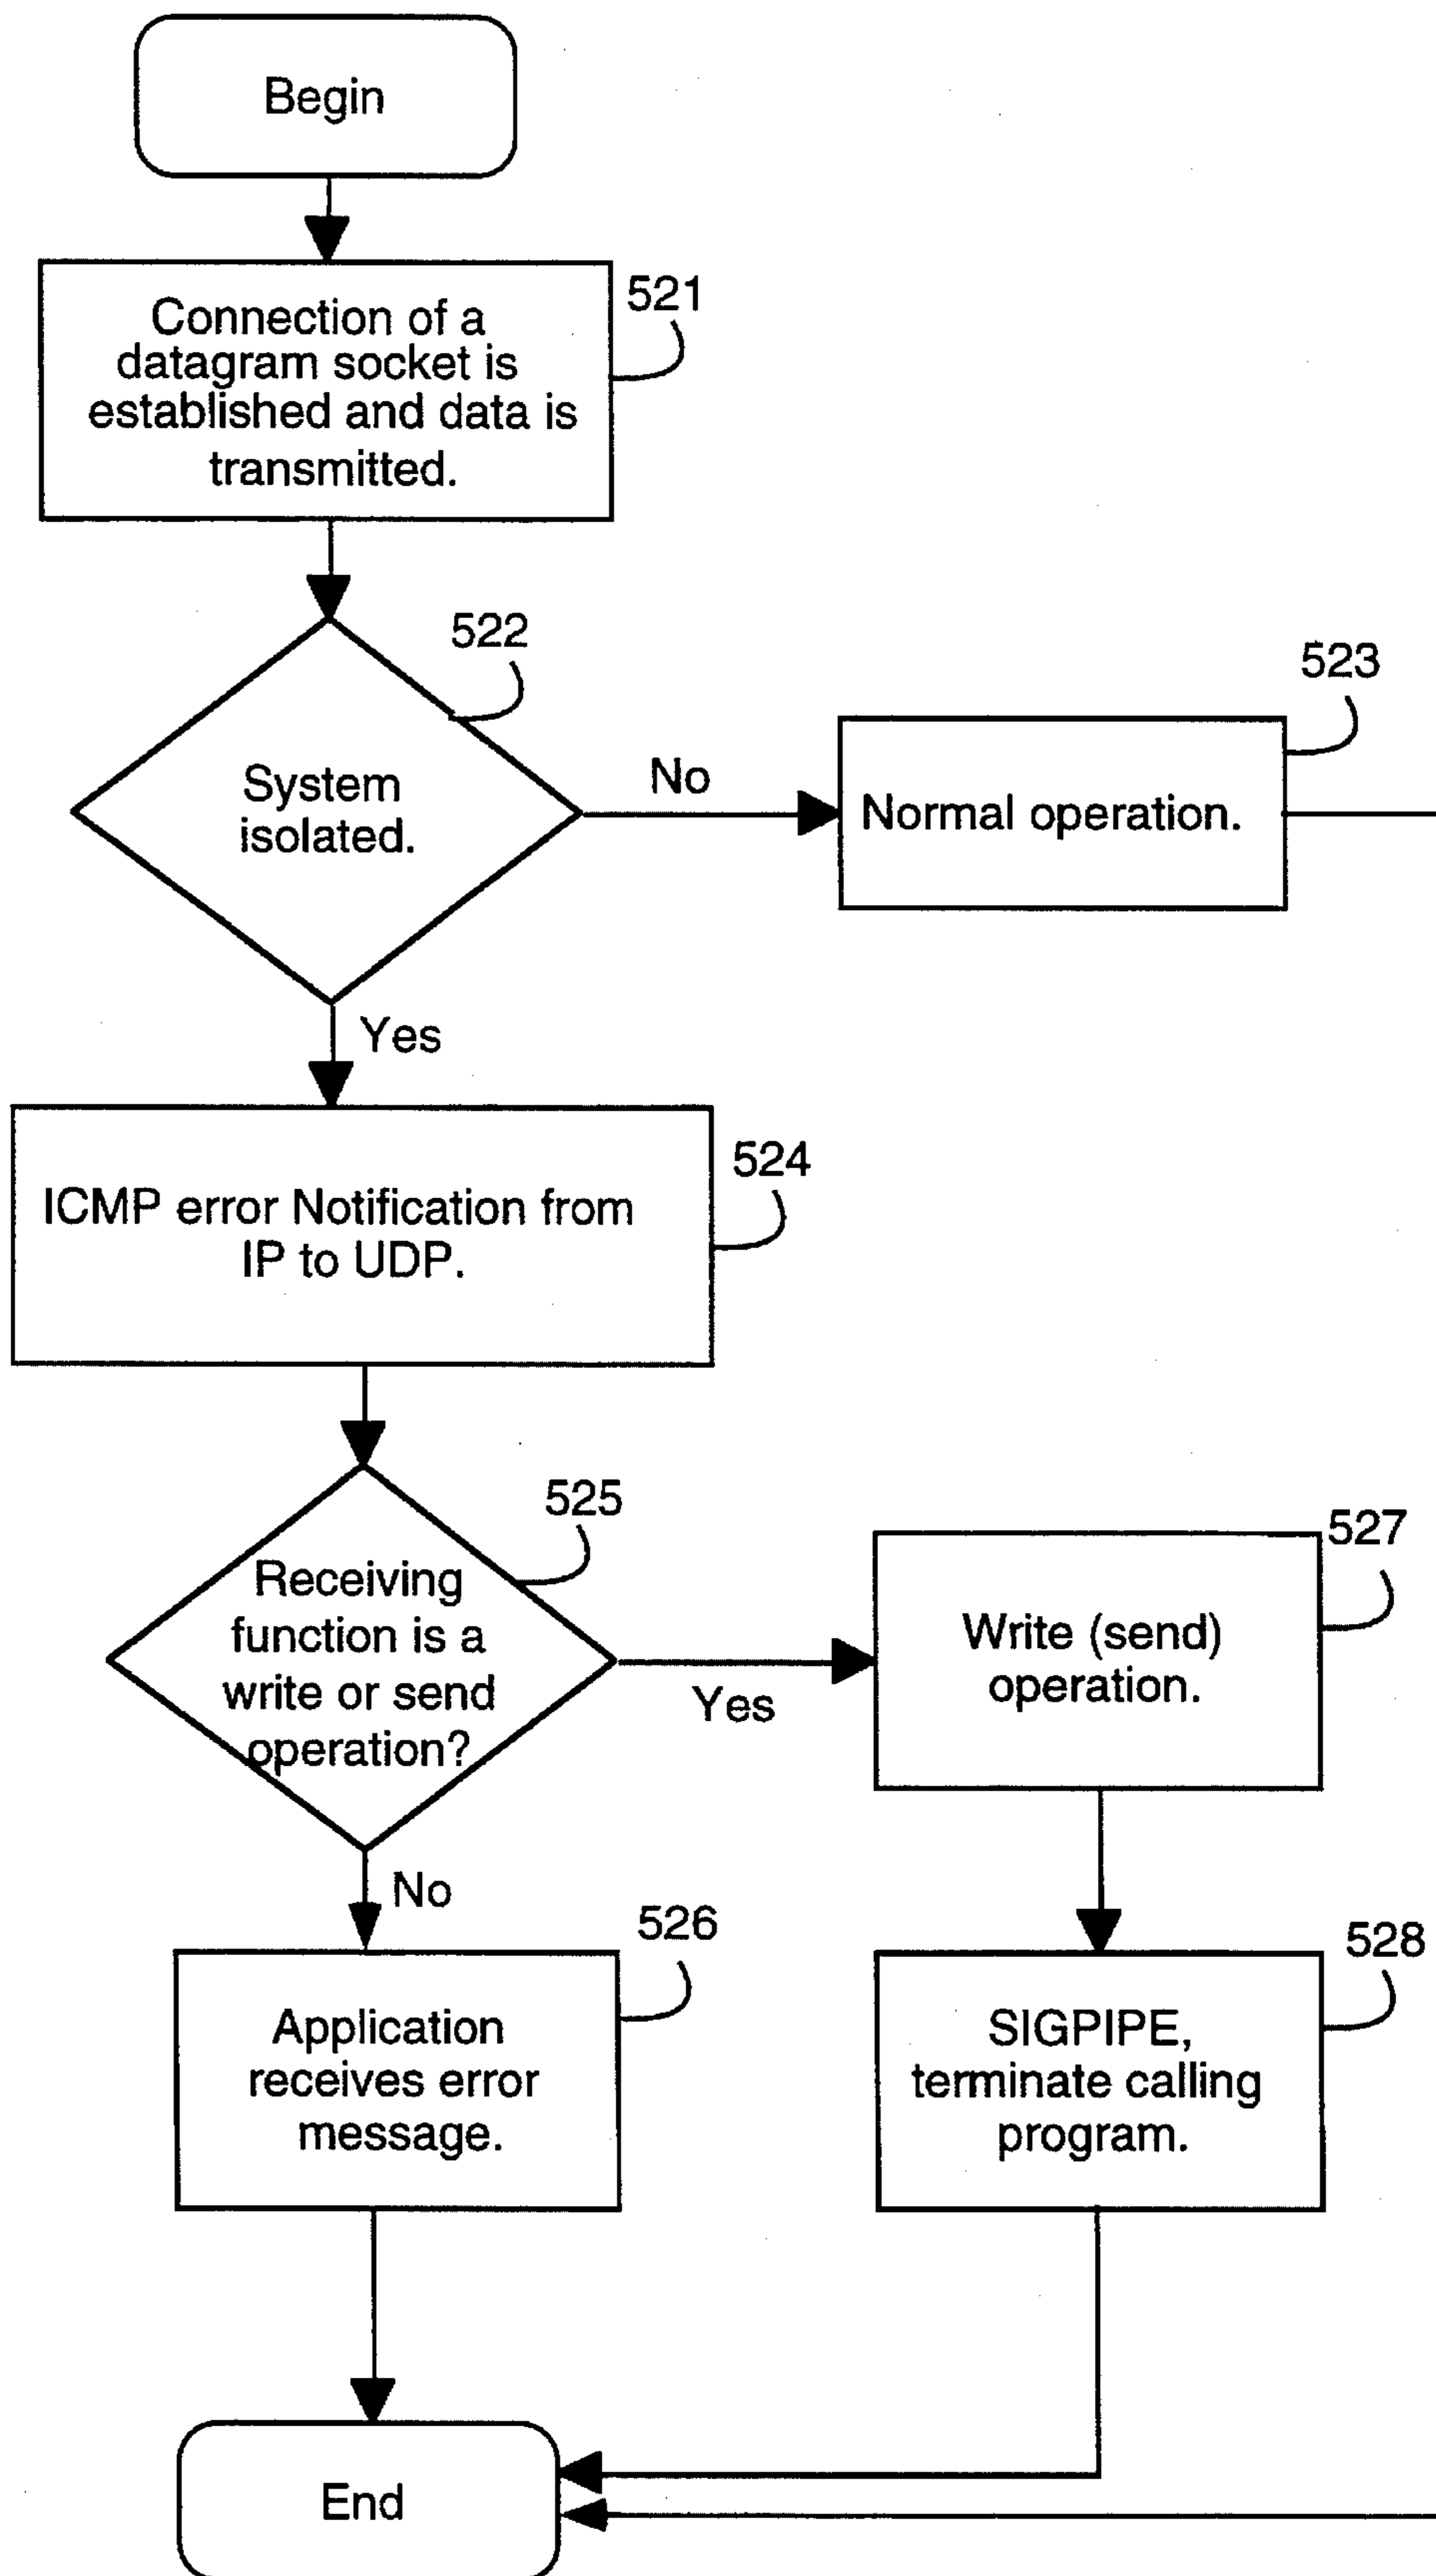 Begin
521
Connection of a
datagram socket is
established and data is
transmitted.
522
System
isolated.
No
523
Normal operation.
Yes
524
ICMP error Notification from
IP to UDP.
525
Receiving
function is a
write or send
operation?
Yes
527
Write (send)
operation.
No
526
Application
receives error
message.
528
SIGPIPE,
terminate calling
program.
End